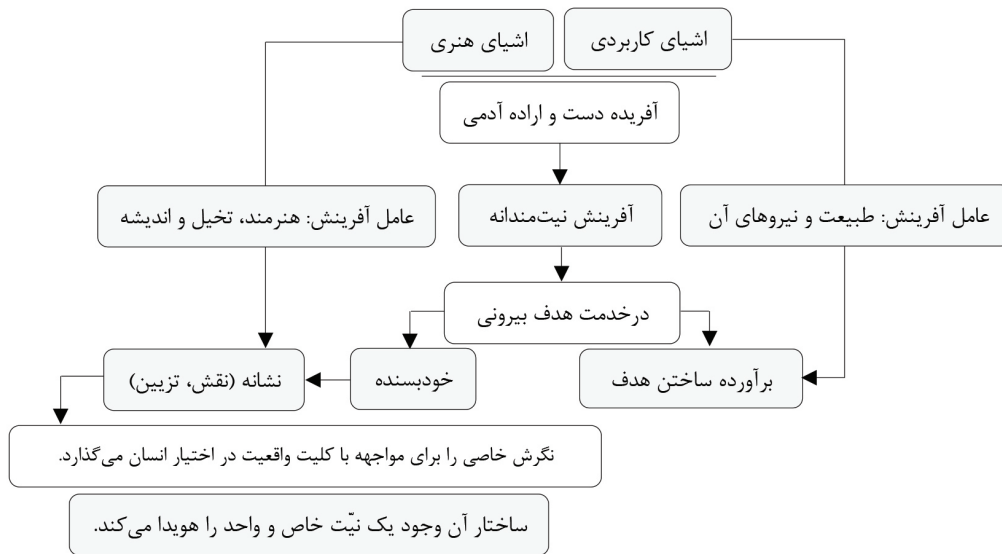 اشیای کاربردی
اشیای هنری
آفریده دست و اراده آدمی
عامل آفرینش: طبیعت و نیروهای آن
آفرینش نیت‌مندانه
عامل آفرینش: هنرمند، تخیل و اندیشه
درخدمت هدف بیرونی
برآورده ساختن هدف
خودبسنده
نشانه (نقش، تزیین)
نگرش خاصی را برای مواجهه با کلیت واقعیت در اختیار انسان می‌گذارد.
ساختار آن وجود یک نیّت خاص و واحد را هویدا می‌کند.